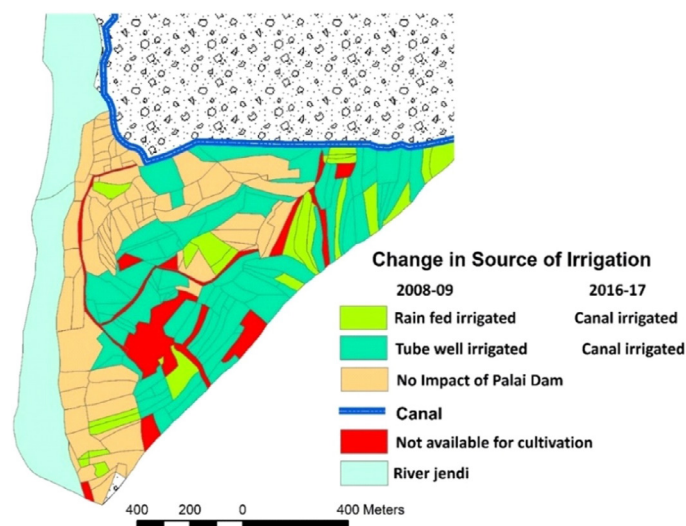 Change in Source of Irrigation
2008-09 2016-17
Rain fed irrigated Canal irrigated
Tube well irrigated Canal irrigated
No Impact of Palai Dam
Canal
Not available for cultivation
River jendi
400 200 0 400 Meters